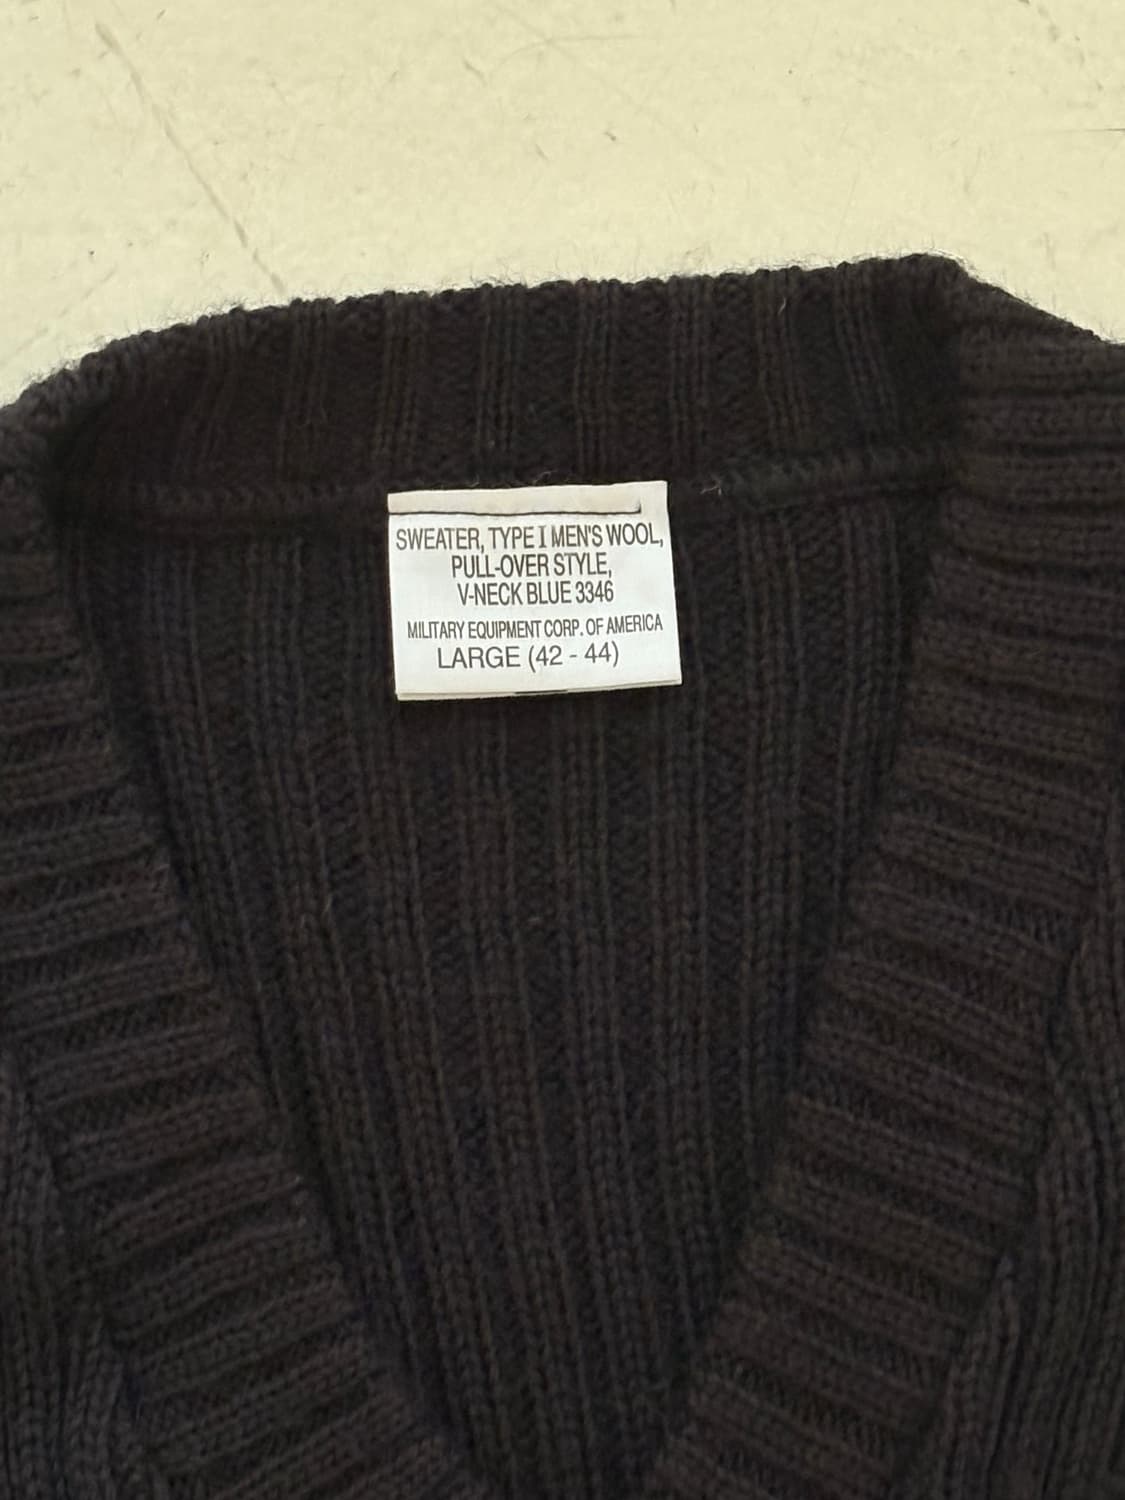 SWEATER, TYPE I MEN'S WOOL,
PULL-OVER STYLE,
V-NECK BLUE 3346
MILITARY EQUIPMENT CORP. OF AMERICA
LARGE (42 - 44)